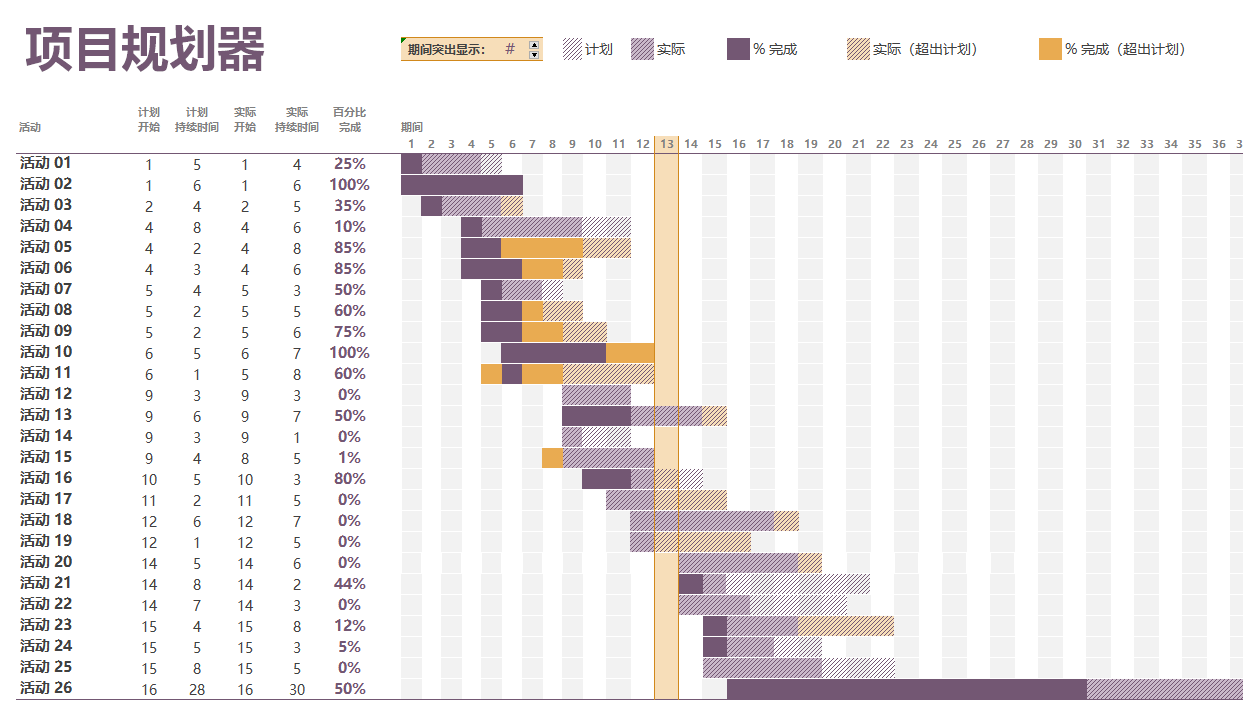 项目规划器
期间突出显示： #
计划
实际
% 完成
实际（超出计划）
% 完成（超出计划）
活动 计划开始 计划持续时间 实际开始 实际持续时间 百分比完成 期间
1 2 3 4 5 6 7 8 9 10 11 12 13 14 15 16 17 18 19 20 21 22 23 24 25 26 27 28 29 30 31 32 33 34 35 36 3
活动 01 1 5 1 4 25%
活动 02 1 6 1 6 100%
活动 03 2 4 2 5 35%
活动 04 4 8 4 6 10%
活动 05 4 2 4 8 85%
活动 06 4 3 4 6 85%
活动 07 5 4 5 3 50%
活动 08 5 2 5 5 60%
活动 09 5 2 5 6 75%
活动 10 6 5 6 7 100%
活动 11 6 1 5 8 60%
活动 12 9 3 9 3 0%
活动 13 9 6 9 7 50%
活动 14 9 3 9 1 0%
活动 15 9 4 8 5 1%
活动 16 10 5 10 3 80%
活动 17 11 2 11 5 0%
活动 18 12 6 12 7 0%
活动 19 12 1 12 5 0%
活动 20 14 5 14 6 0%
活动 21 14 8 14 2 44%
活动 22 14 7 14 3 0%
活动 23 15 4 15 8 12%
活动 24 15 5 15 3 5%
活动 25 15 8 15 5 0%
活动 26 16 28 16 30 50%